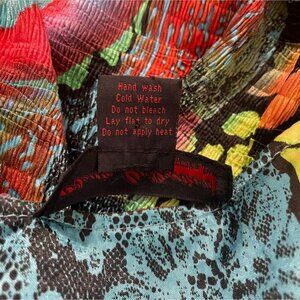 Hand wash
Cold Water
Do not bleach
Lay flat to dry
Do not apply heat